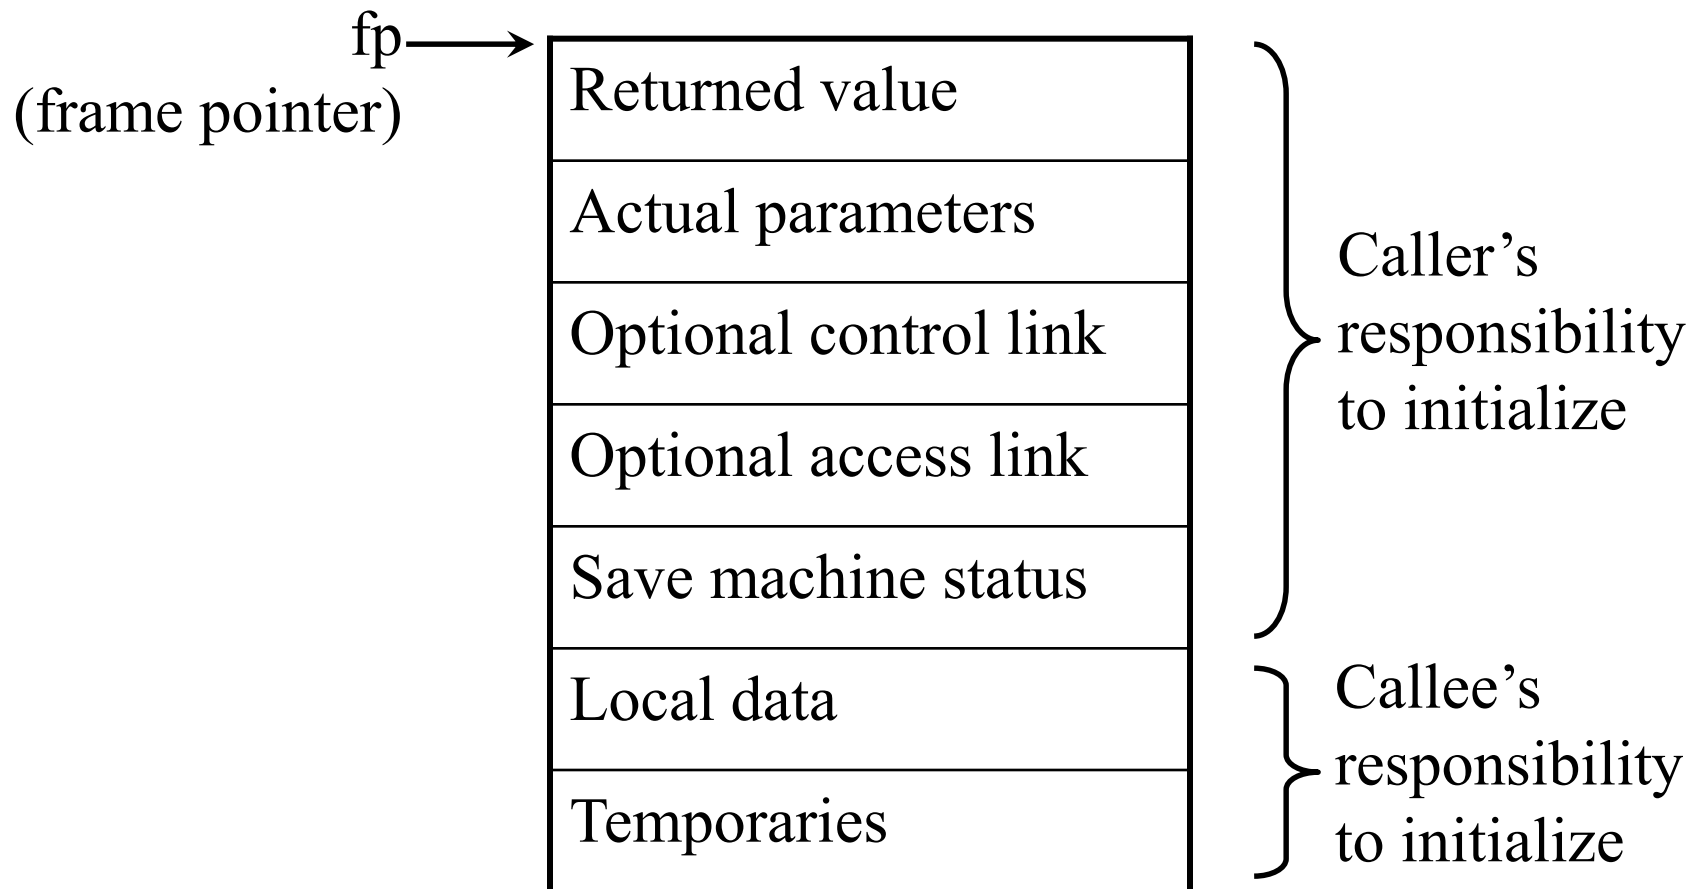 fp
(frame pointer)
Returned value
Actual parameters
Optional control link
Optional access link
Save machine status
Local data
Temporaries
Caller’s
responsibility
to initialize
Callee’s
responsibility
to initialize